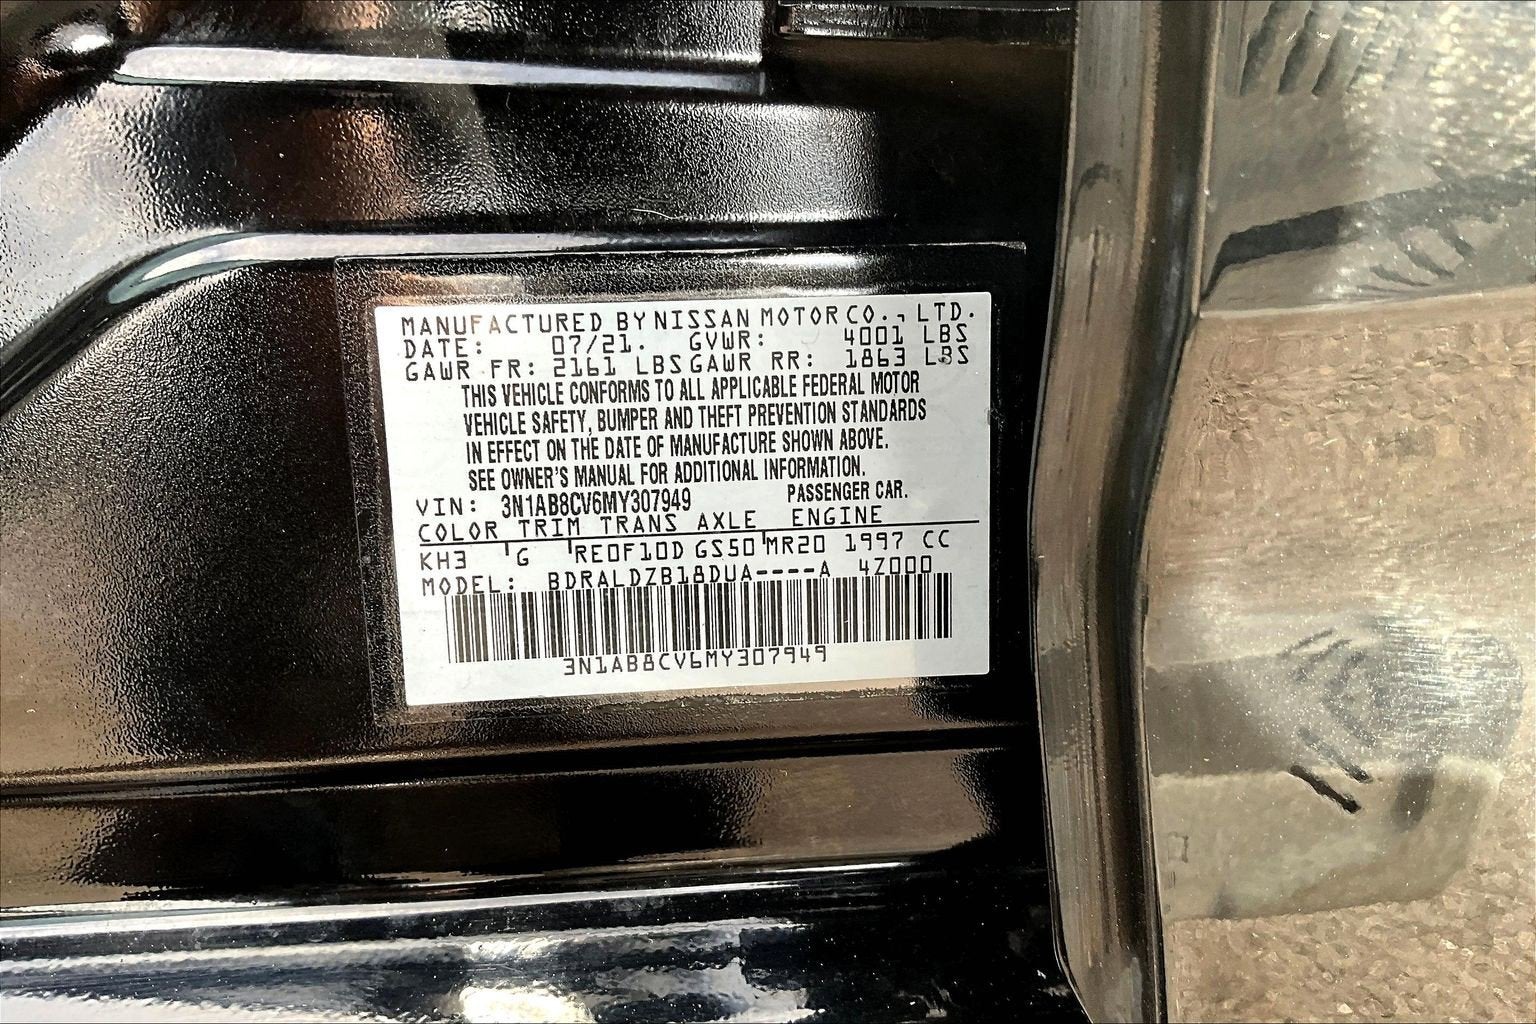 MANUFACTURED BY NISSAN MOTOR CO., LTD.
DATE: 07/21. GVWR: 4001 LBS
GAWR FR: 2161 LBS GAWR RR: 1863 LBS
THIS VEHICLE CONFORMS TO ALL APPLICABLE FEDERAL MOTOR
VEHICLE SAFETY, BUMPER AND THEFT PREVENTION STANDARDS
IN EFFECT ON THE DATE OF MANUFACTURE SHOWN ABOVE.
SEE OWNER'S MANUAL FOR ADDITIONAL INFORMATION.
VIN: 3N1AB8CV6MY307949 PASSENGER CAR.
COLOR TRIM TRANS AXLE ENGINE
KH3 G RE0F10D GS50 MR20 1997 CC
MODEL: BDRALDZB18DUA----A 4Z000
3N1AB8CV6MY307949